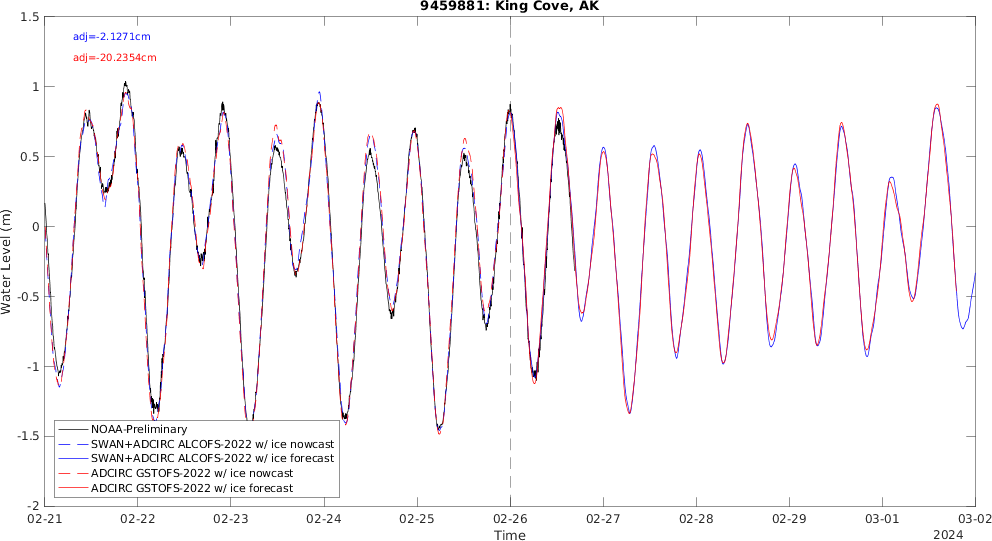 9459881: King Cove, AK
adj=-2.1271cm
adj=-20.2354cm
1.5
1
0.5
0
-0.5
-1
-1.5
-2
Water Level (m)
NOAA-Preliminary
SWAN+ADCIRC ALCOFS-2022 w/ ice nowcast
SWAN+ADCIRC ALCOFS-2022 w/ ice forecast
ADCIRC GSTOFS-2022 w/ ice nowcast
ADCIRC GSTOFS-2022 w/ ice forecast
02-21 02-22 02-23 02-24 02-25 02-26 02-27 02-28 02-29 03-01 03-02
Time
2024